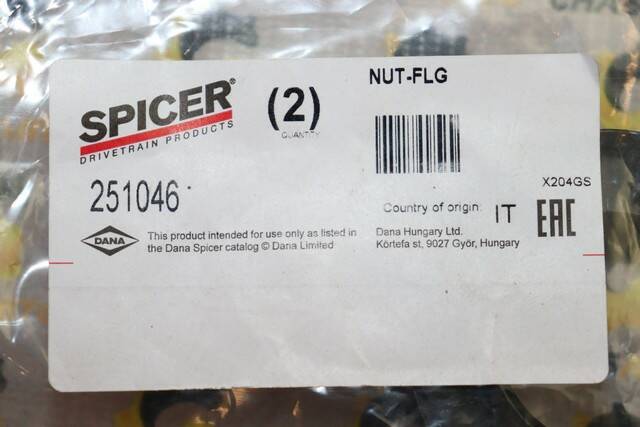 NUT-FLG
SPICER®
DRIVETRAIN PRODUCTS
(2)
QUANTITY
251046
X204GS
Country of origin: IT
EAC
DANA
This product intended for use only as listed in
the Dana Spicer catalog © Dana Limited
Dana Hungary Ltd.
Körtefa st, 9027 Győr, Hungary